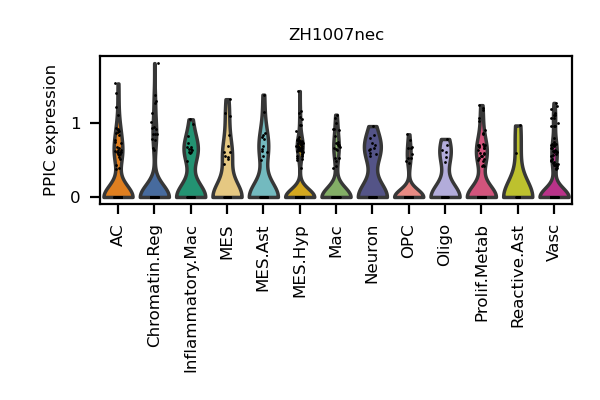 ZH1007nec
PPIC expression
1
0
AC
Chromatin.Reg
Inflammatory.Mac
MES
MES.Ast
MES.Hyp
Mac
Neuron
OPC
Oligo
Prolif.Metab
Reactive.Ast
Vasc